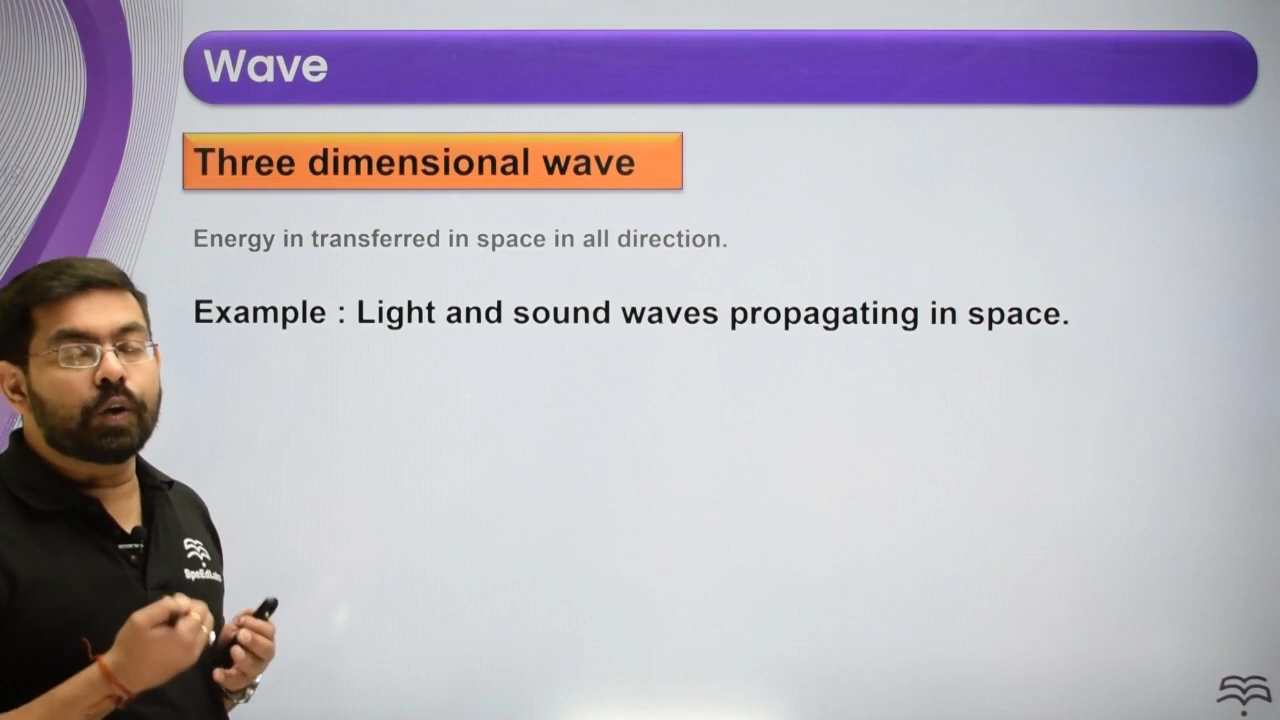 Wave
Three dimensional wave
Energy in transferred in space in all direction.
Example : Light and sound waves propagating in space.